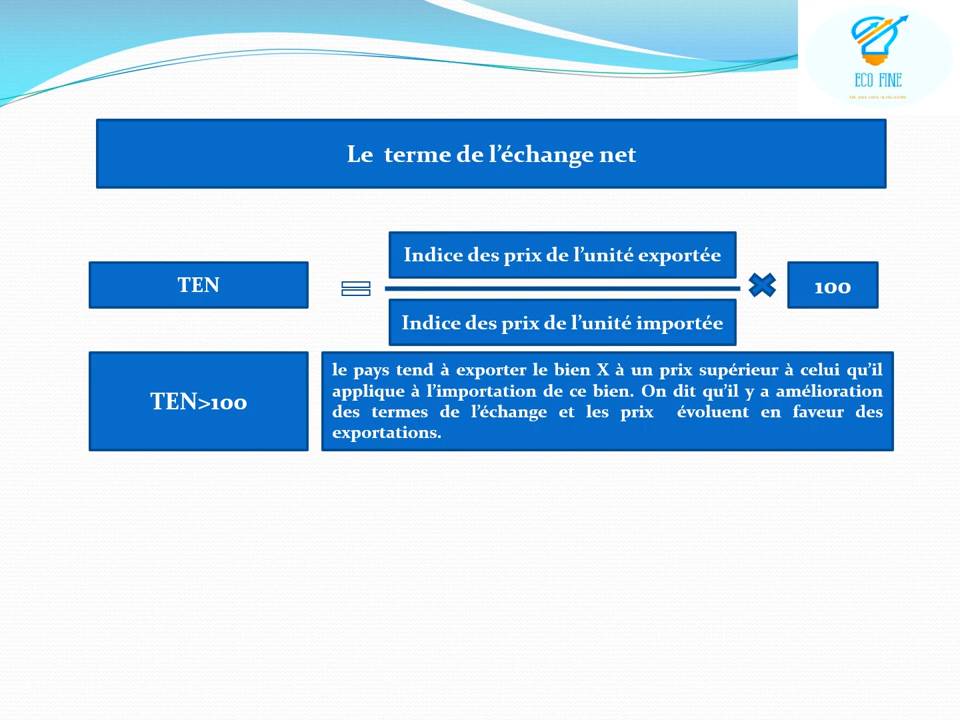 ECO FINE
Le terme de l’échange net
Indice des prix de l’unité exportée
TEN = × 100
Indice des prix de l’unité importée
TEN>100
le pays tend à exporter le bien X à un prix supérieur à celui qu’il
applique à l’importation de ce bien. On dit qu’il y a amélioration
des termes de l’échange et les prix évoluent en faveur des
exportations.